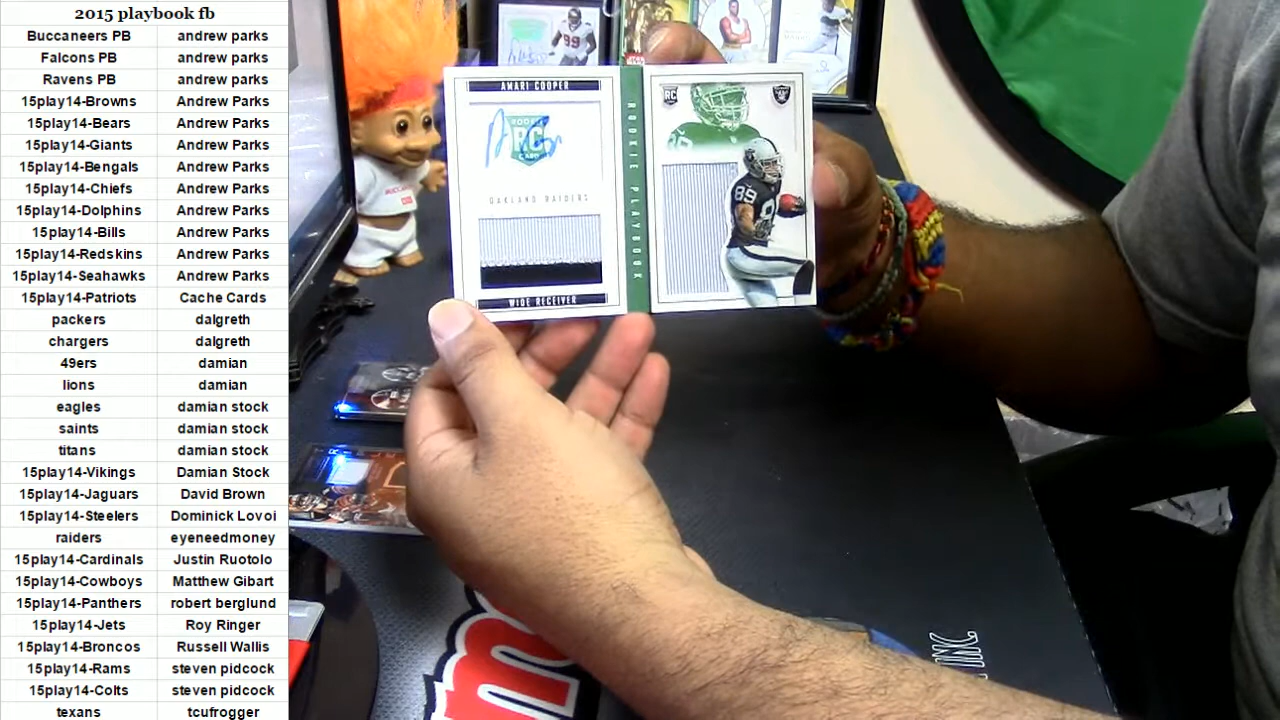 2015 playbook fb
Buccaneers PB andrew parks
Falcons PB andrew parks
Ravens PB andrew parks
15play14-Browns Andrew Parks
15play14-Bears Andrew Parks
15play14-Giants Andrew Parks
15play14-Bengals Andrew Parks
15play14-Chiefs Andrew Parks
15play14-Dolphins Andrew Parks
15play14-Bills Andrew Parks
15play14-Redskins Andrew Parks
15play14-Seahawks Andrew Parks
15play14-Patriots Cache Cards
packers dalgreth
chargers dalgreth
49ers damian
lions damian
eagles damian stock
saints damian stock
titans damian stock
15play14-Vikings Damian Stock
15play14-Jaguars David Brown
15play14-Steelers Dominick Lovoi
raiders eyeneedmoney
15play14-Cardinals Justin Ruotolo
15play14-Cowboys Matthew Gibart
15play14-Panthers robert berglund
15play14-Jets Roy Ringer
15play14-Broncos Russell Wallis
15play14-Rams steven pidcock
15play14-Colts steven pidcock
texans tcufrogger
AMARI COOPER
ROOKIE
RC
CARD
OAKLAND RAIDERS
WIDE RECEIVER
ROOKIE PLAYBOOK
RC
89
99
INC